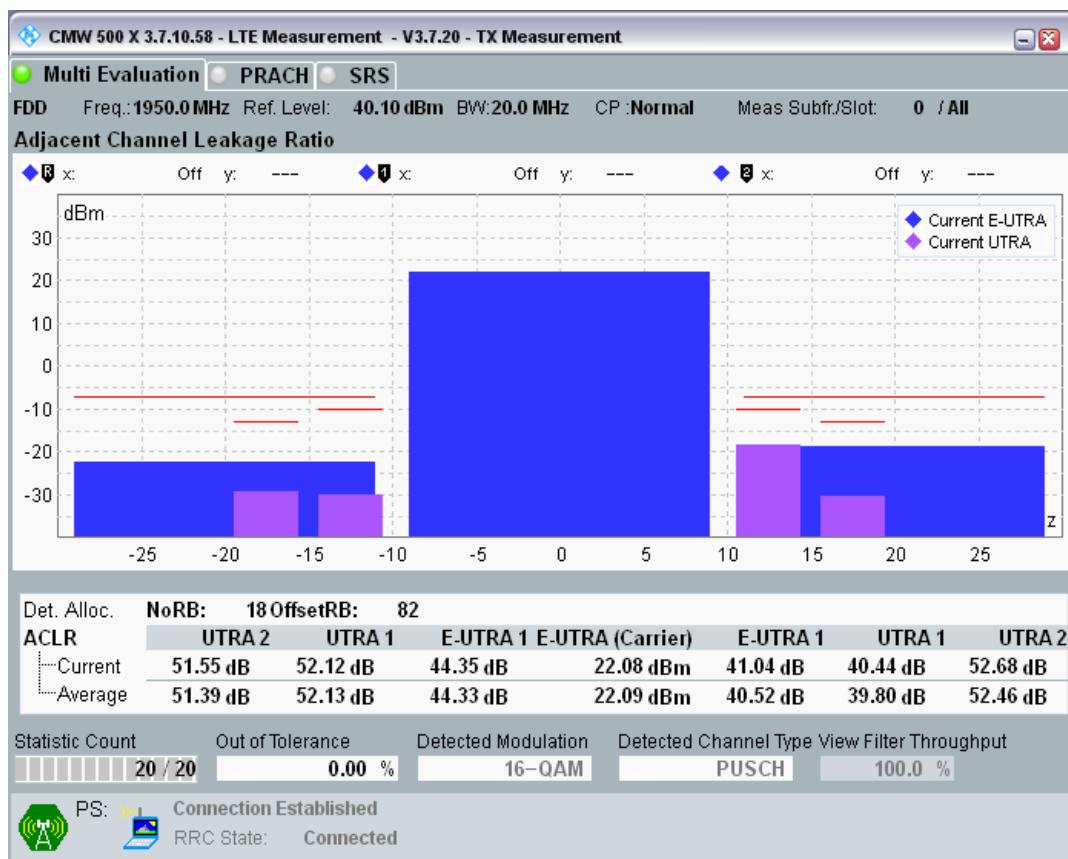 CMW 500 X 3.7.10.58 - LTE Measurement - V3.7.20 - TX Measurement
Multi Evaluation PRACH SRS
FDD Freq.:1950.0 MHz Ref. Level: 40.10 dBm BW:20.0 MHz CP :Normal Meas Subfr./Slot: 0 / All
Adjacent Channel Leakage Ratio
R x: Off y: --- 1 x: Off y: --- 2 x: Off y: ---
dBm
Current E-UTRA
Current UTRA
30
20
10
0
-10
-20
-30
z
-25 -20 -15 -10 -5 0 5 10 15 20 25
Det. Alloc. NoRB: 18 OffsetRB: 82
ACLR UTRA 2 UTRA 1 E-UTRA 1 E-UTRA (Carrier) E-UTRA 1 UTRA 1 UTRA 2
Current 51.55 dB 52.12 dB 44.35 dB 22.08 dBm 41.04 dB 40.44 dB 52.68 dB
Average 51.39 dB 52.13 dB 44.33 dB 22.09 dBm 40.52 dB 39.80 dB 52.46 dB
Statistic Count Out of Tolerance Detected Modulation Detected Channel Type View Filter Throughput
20 / 20 0.00 % 16-QAM PUSCH 100.0 %
PS: Connection Established
RRC State: Connected